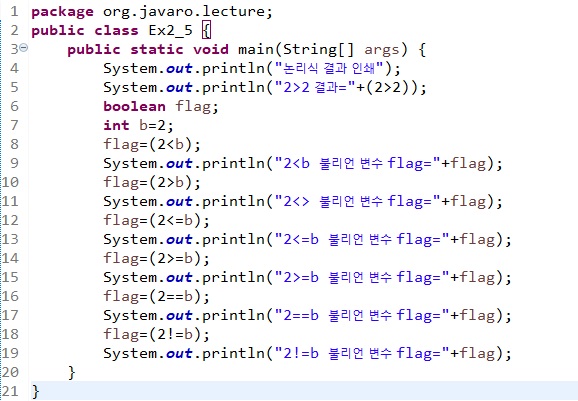 1 package org.javaro.lecture;
2 public class Ex2_5 {
3 public static void main(String[] args) {
4 System.out.println("논리식 결과 인쇄");
5 System.out.println("2>2 결과="+(2>2));
6 boolean flag;
7 int b=2;
8 flag=(2<b);
9 System.out.println("2<b 불리언 변수 flag="+flag);
10 flag=(2>b);
11 System.out.println("2<> 불리언 변수 flag="+flag);
12 flag=(2<=b);
13 System.out.println("2<=b 불리언 변수 flag="+flag);
14 flag=(2>=b);
15 System.out.println("2>=b 불리언 변수 flag="+flag);
16 flag=(2==b);
17 System.out.println("2==b 불리언 변수 flag="+flag);
18 flag=(2!=b);
19 System.out.println("2!=b 불리언 변수 flag="+flag);
20 }
21 }